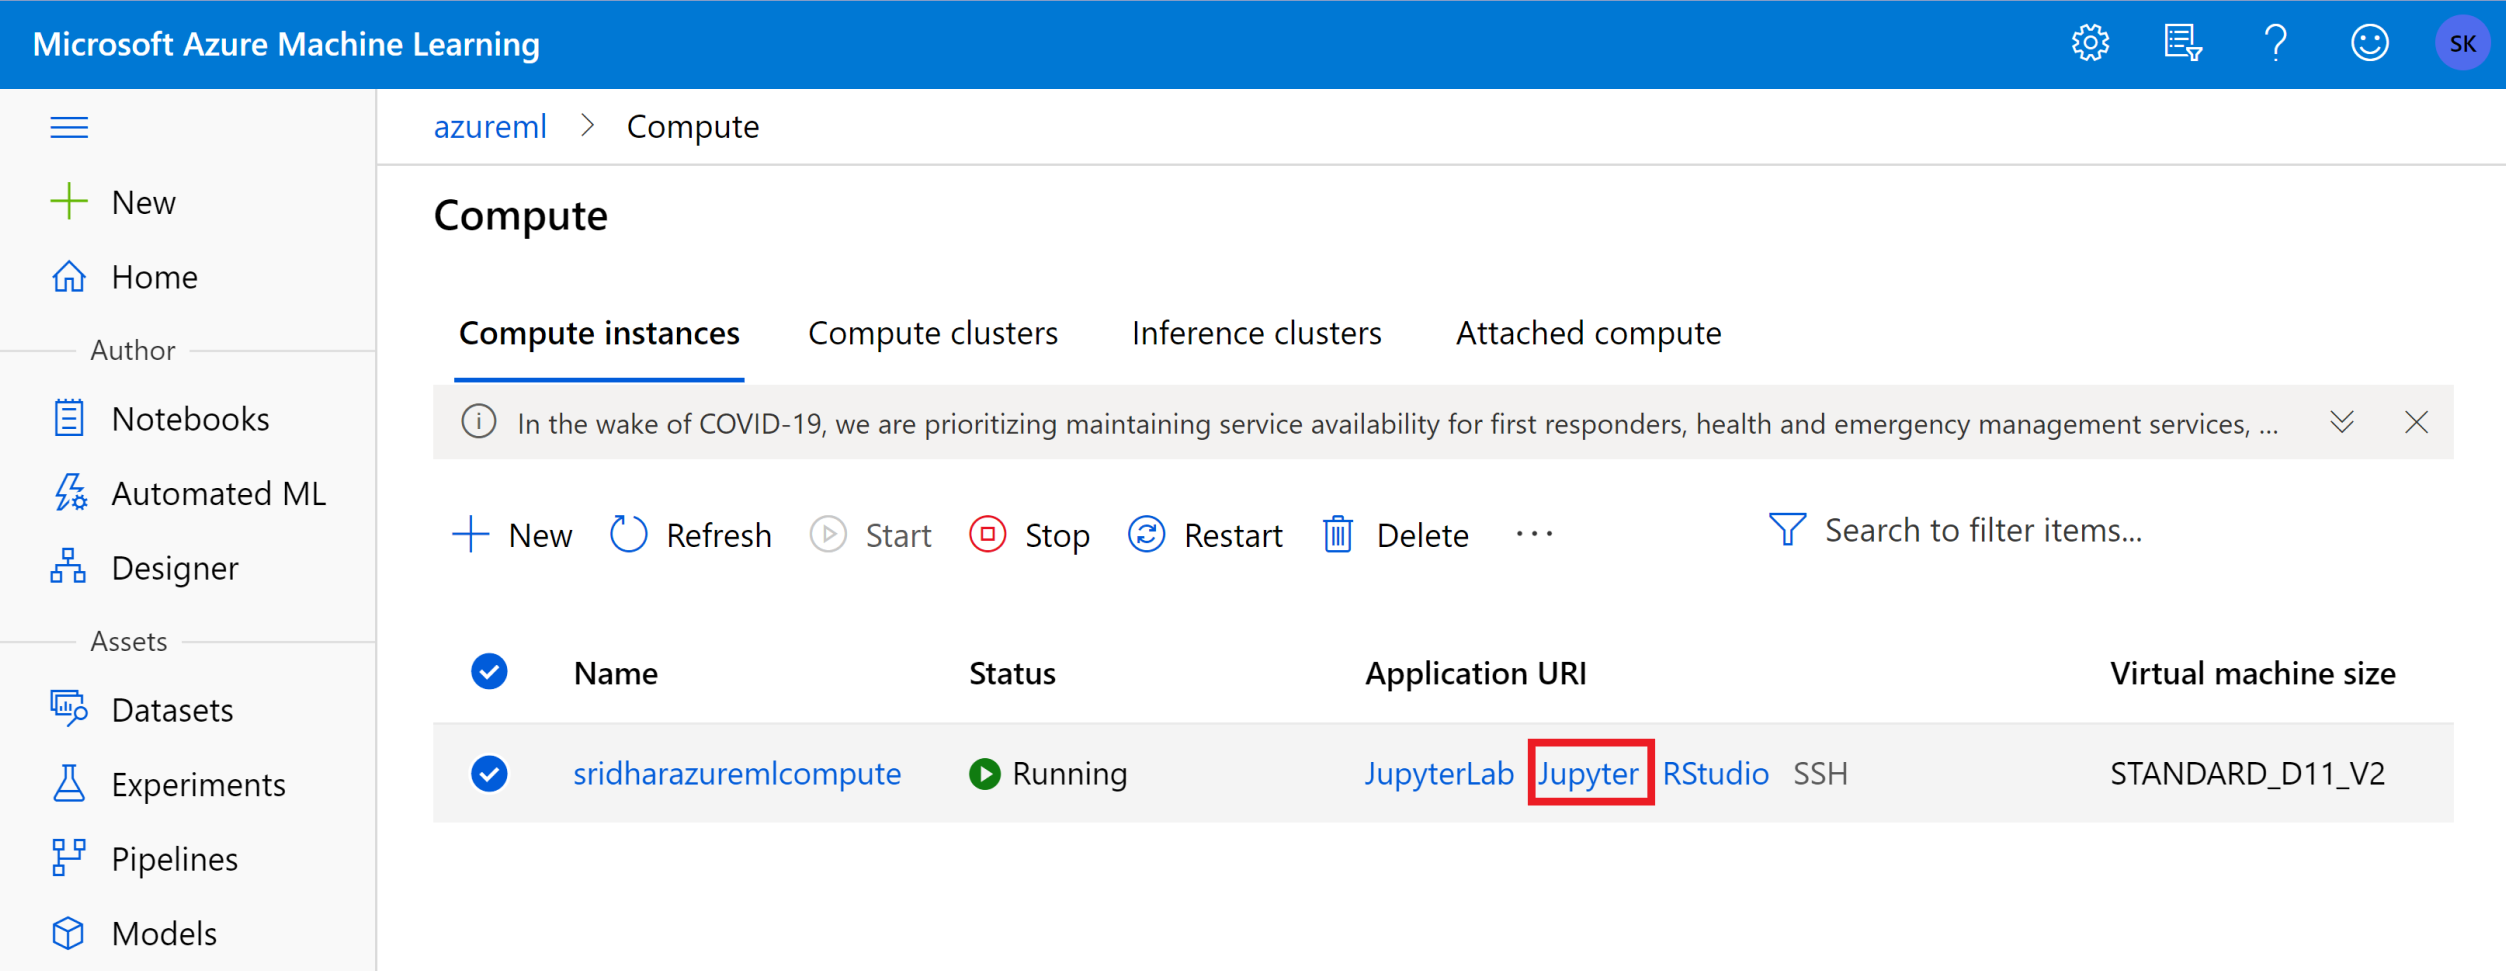 Microsoft Azure Machine Learning
SK
azureml > Compute
New
Home
Author
Notebooks
Automated ML
Designer
Assets
Datasets
Experiments
Pipelines
Models
Compute
Compute instances Compute clusters Inference clusters Attached compute
In the wake of COVID-19, we are prioritizing maintaining service availability for first responders, health and emergency management services, ...
New Refresh Start Stop Restart Delete ··· Search to filter items...
Name Status Application URI Virtual machine size
sridharazuremlcompute Running JupyterLab Jupyter RStudio SSH STANDARD_D11_V2